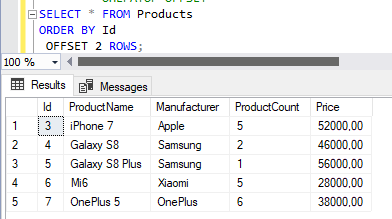 SELECT * FROM Products
ORDER BY Id
OFFSET 2 ROWS;
100 %
Results Messages
Id ProductName Manufacturer ProductCount Price
1 3 iPhone 7 Apple 5 52000,00
2 4 Galaxy S8 Samsung 2 46000,00
3 5 Galaxy S8 Plus Samsung 1 56000,00
4 6 Mi6 Xiaomi 5 28000,00
5 7 OnePlus 5 OnePlus 6 38000,00